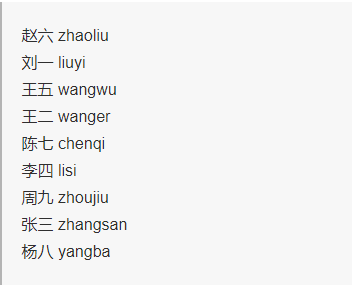 赵六 zhaoliu
刘一 liuyi
王五 wangwu
王二 wanger
陈七 chenqi
李四 lisi
周九 zhoujiu
张三 zhangsan
杨八 yangba